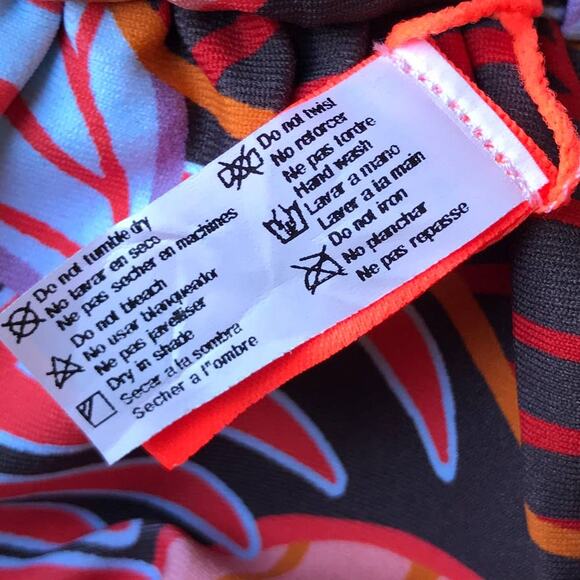 Do not twist
No retorcer
Ne pas tordre
Hand wash
Lavar a mano
Laver a la main
Do not iron
No planchar
Ne pas repasse
Do not tumble dry
No lavar en seco
Ne pas secher en machines
Do not bleach
No usar blanqueador
Ne pas javelliser
Dry in shade
Secar a la sombra
Secher a l"ombre